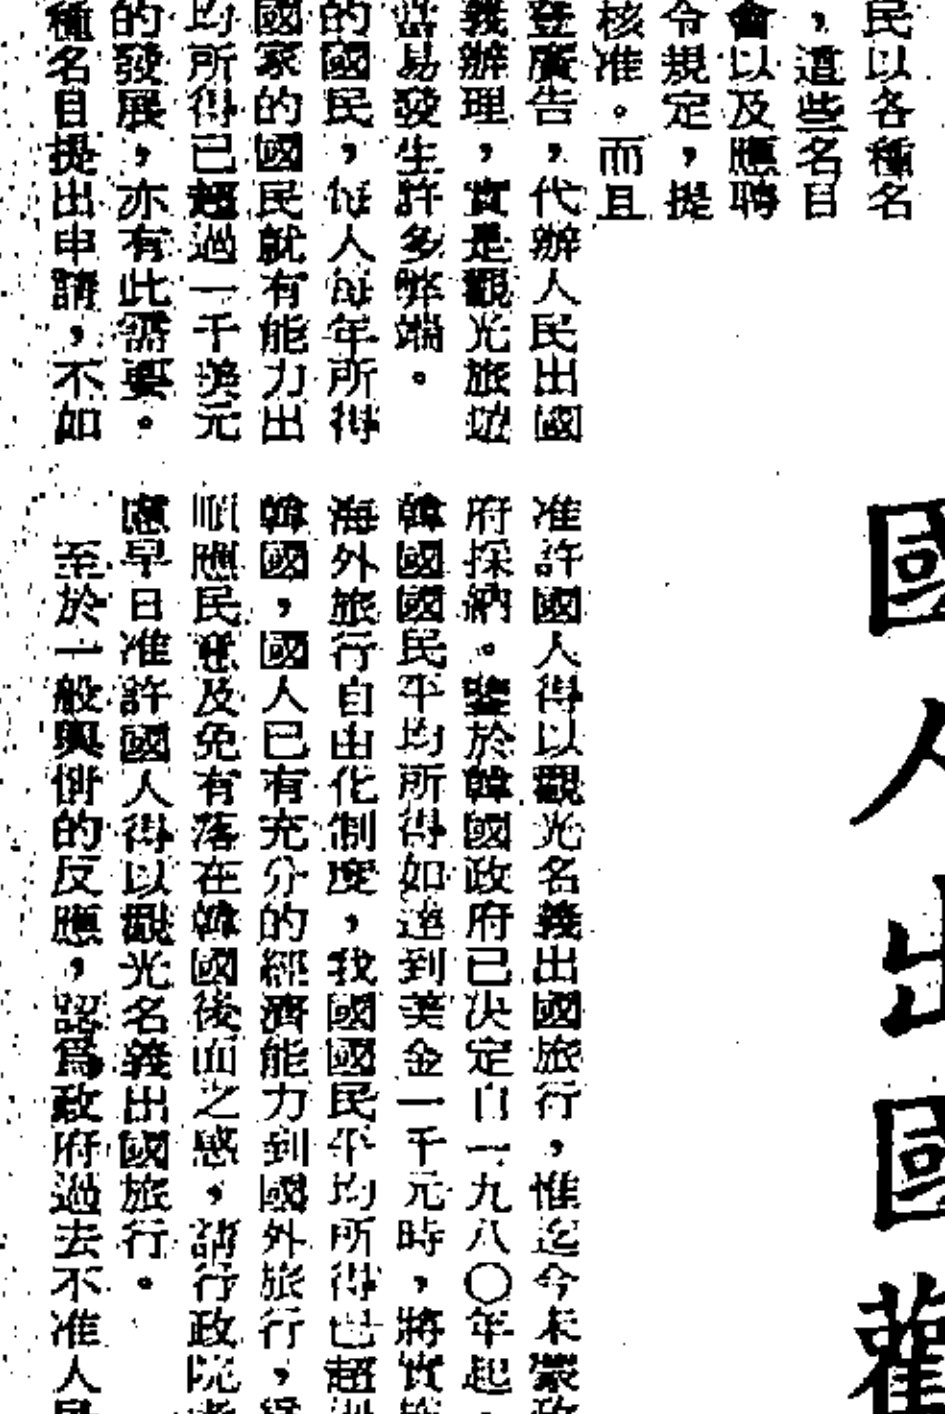 國人出國觀
民以各種名
，這些名目
會以及應聘
令規定，提
核准。而且
登廣告，代辦人民出國
義辦理，實是觀光旅遊
易發生許多弊端。
的國民，每人每年所得
國家的國民就有能力出
均所得已超過一千美元
的發展，亦有此需要。
種名目提出申請，不如
准許國人得以觀光名義出國旅行，惟迄今未蒙政
府採納。鑒於韓國政府已決定自一九八〇年起，
韓國國民平均所得如達到美金一千元時，將實施
海外旅行自由化制度，我國國民平均所得已超過
韓國，國人已有充分的經濟能力到國外旅行，爲
順應民意及免有落在韓國後面之感，請行政院考
慮早日准許國人得以觀光名義出國旅行。
至於一般輿情的反應，認爲政府過去不准人民